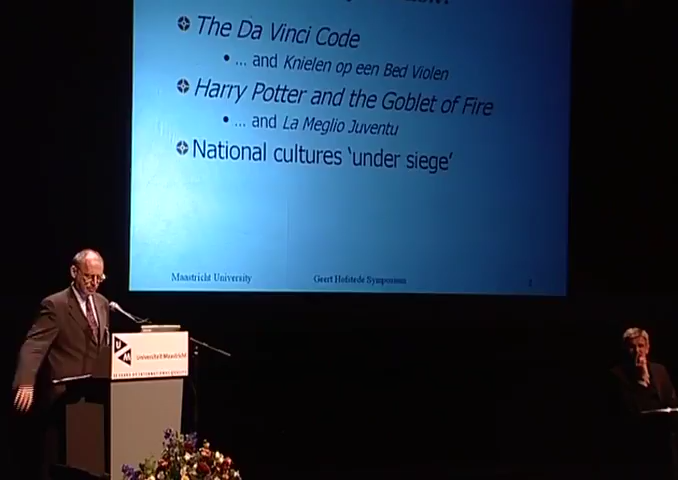 The Da Vinci Code
• ... and Knielen op een Bed Violen
Harry Potter and the Goblet of Fire
• ... and La Meglio Juventu
National cultures 'under siege'
Maastricht University
Geert Hofstede Symposium
U
M
Universiteit Maastricht